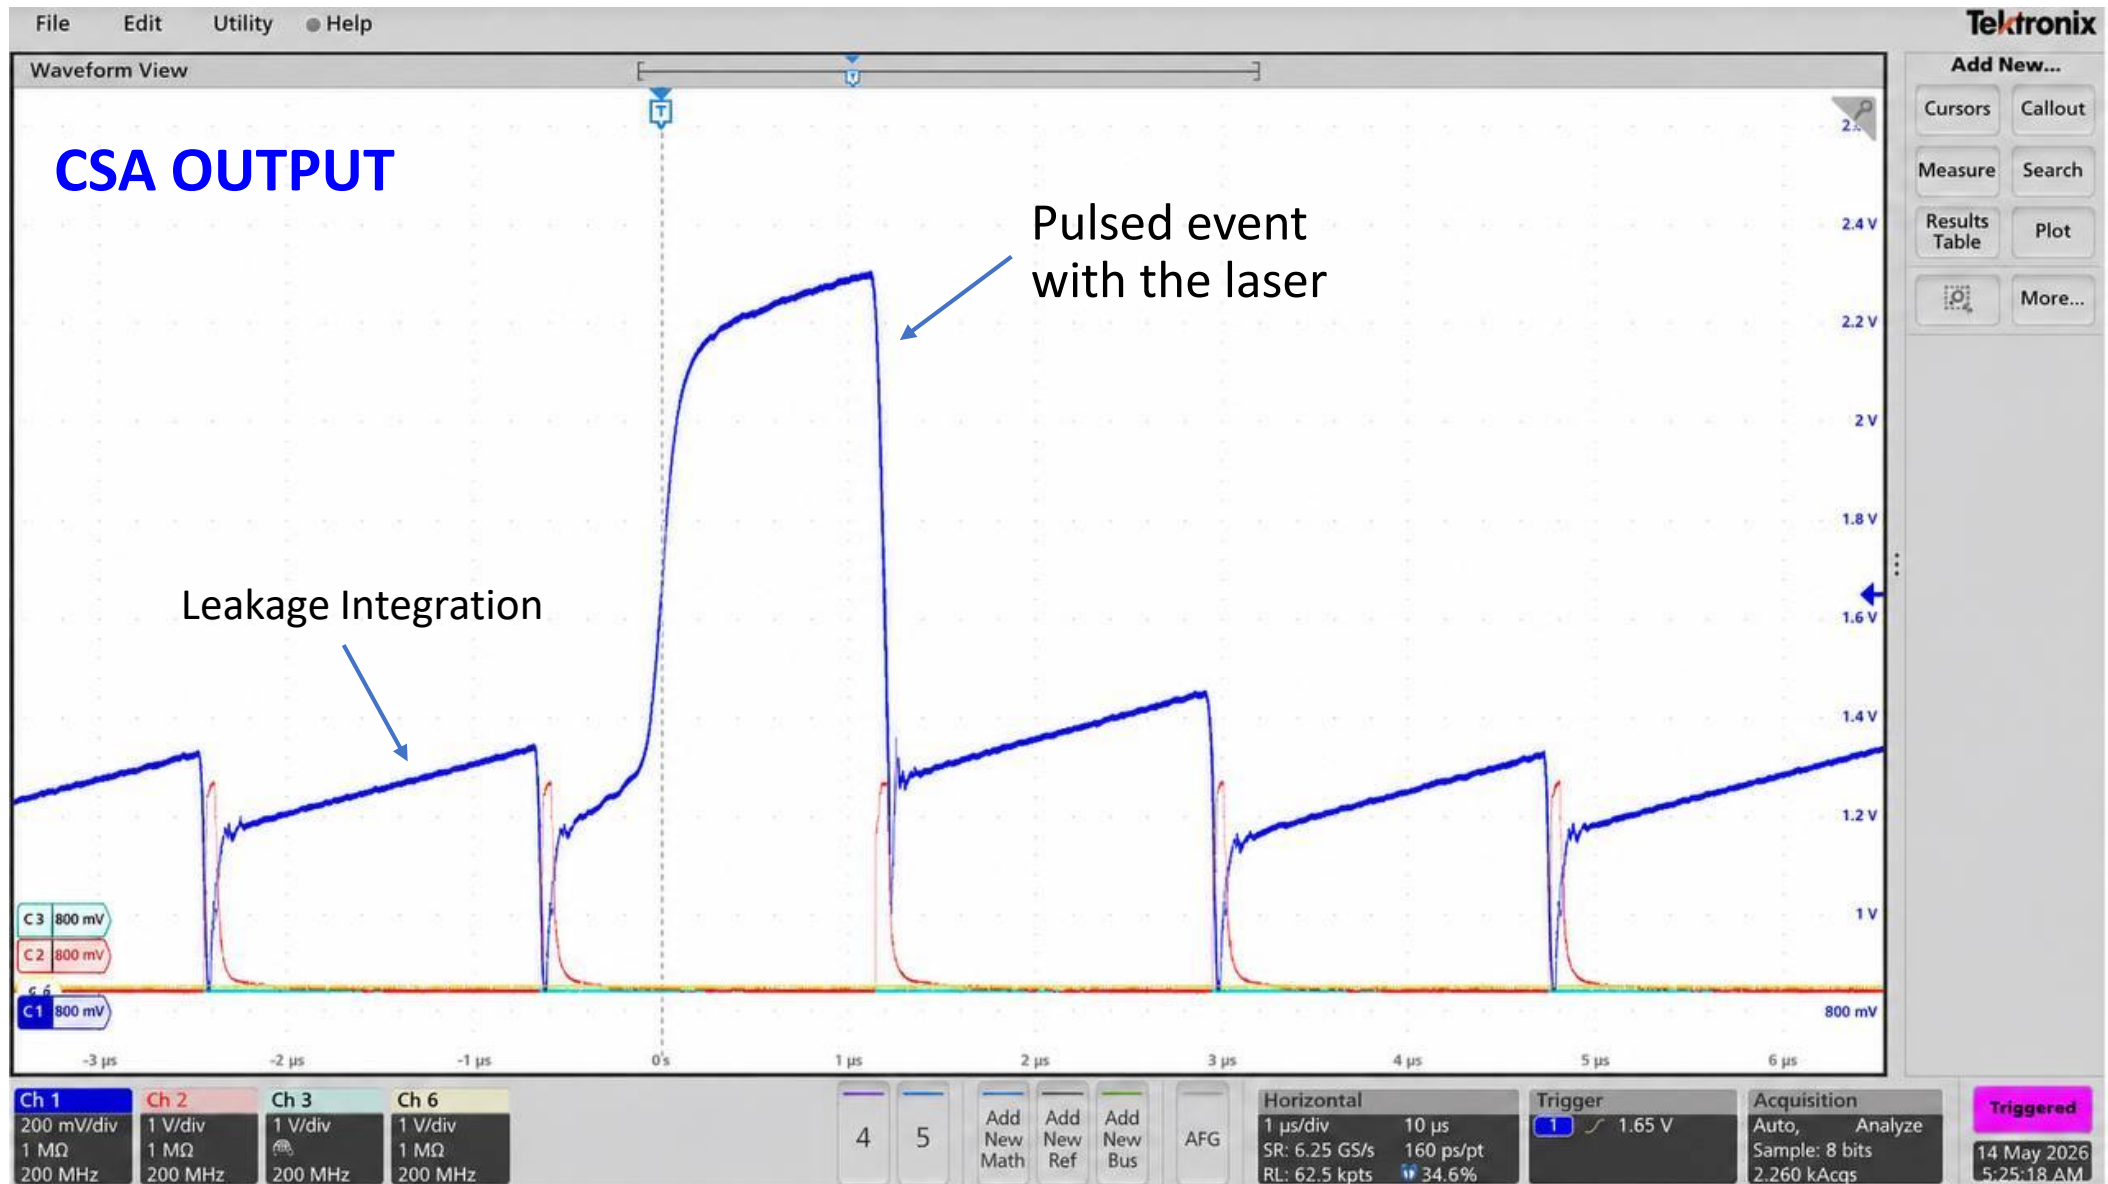 File Edit Utility Help
Tektronix
Waveform View
Add New...
Cursors Callout
Measure Search
Results Table Plot
More...
T
T
CSA OUTPUT
Pulsed event
with the laser
Leakage Integration
2.4 V
2.2 V
2 V
1.8 V
1.6 V
1.4 V
1.2 V
1 V
800 mV
C3 800 mV
C2 800 mV
C1 800 mV
-3 µs -2 µs -1 µs 0 s 1 µs 2 µs 3 µs 4 µs 5 µs 6 µs
Ch 1
200 mV/div
1 MΩ
200 MHz
Ch 2
1 V/div
1 MΩ
200 MHz
Ch 3
1 V/div
200 MHz
Ch 6
1 V/div
1 MΩ
200 MHz
4
5
Add
New
Math
Add
New
Ref
Add
New
Bus
AFG
Horizontal
1 µs/div 10 µs
SR: 6.25 GS/s 160 ps/pt
RL: 62.5 kpts 34.6%
Trigger
1 1.65 V
Acquisition
Auto, Analyze
Sample: 8 bits
2.260 kAcqs
Triggered
14 May 2026
5:25:18 AM